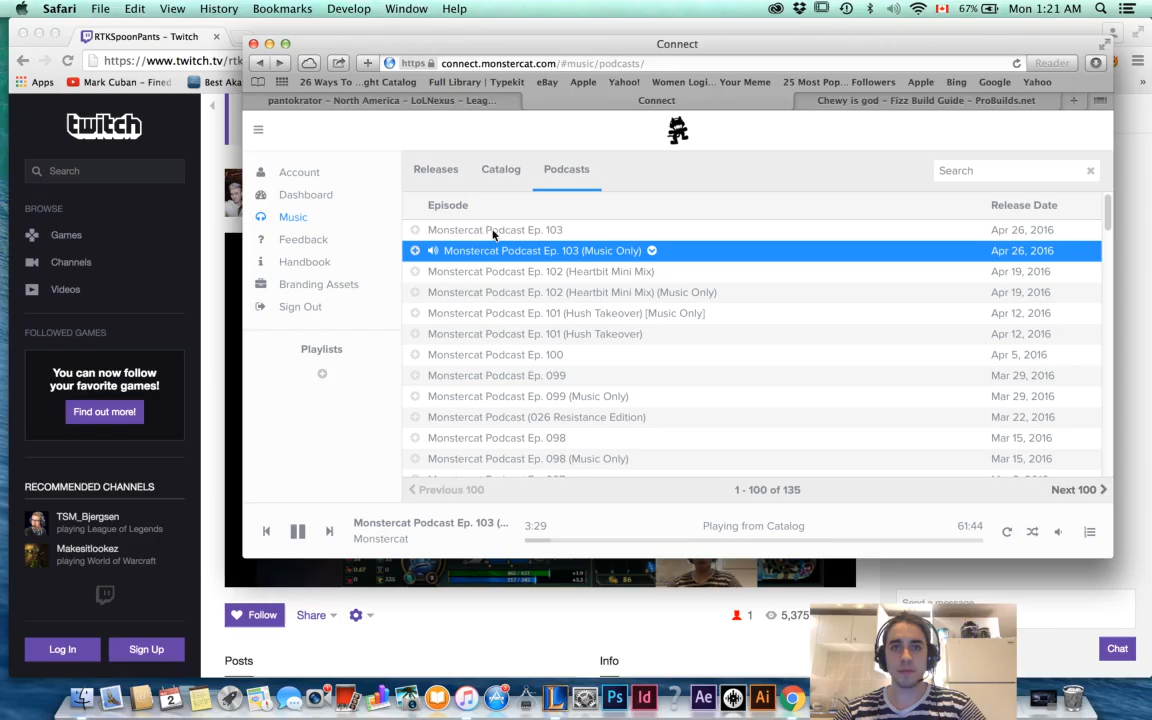 Safari File Edit View History Bookmarks Develop Window Help 67% Mon 1:21 AM
RTKSpoonPants – Twitch
https://www.twitch.tv/rtk
Apps Mark Cuban – Fined Best Aka
Connect
https connect.monstercat.com/#music/podcasts/ Reader
26 Ways To ...ght Catalog Full Library | Typekit eBay Apple Yahoo! Women Logi... Your Meme 25 Most Pop... Followers Apple Bing Google Yahoo
pantokrator – North America – LoLNexus – Leag... Connect Chewy is god – Fizz Build Guide – ProBuilds.net
twitch
Search
BROWSE
Games
Channels
Videos
FOLLOWED GAMES
You can now follow
your favorite games!
Find out more!
RECOMMENDED CHANNELS
TSM_Bjergsen
playing League of Legends
Makesitlookez
playing World of Warcraft
Log In Sign Up
Account
Dashboard
Music
Feedback
Handbook
Branding Assets
Sign Out
Playlists
Releases Catalog Podcasts Search
Episode Release Date
Monstercat Podcast Ep. 103 Apr 26, 2016
Monstercat Podcast Ep. 103 (Music Only) Apr 26, 2016
Monstercat Podcast Ep. 102 (Heartbit Mini Mix) Apr 19, 2016
Monstercat Podcast Ep. 102 (Heartbit Mini Mix) (Music Only) Apr 19, 2016
Monstercat Podcast Ep. 101 (Hush Takeover) [Music Only] Apr 12, 2016
Monstercat Podcast Ep. 101 (Hush Takeover) Apr 12, 2016
Monstercat Podcast Ep. 100 Apr 5, 2016
Monstercat Podcast Ep. 099 Mar 29, 2016
Monstercat Podcast Ep. 099 (Music Only) Mar 29, 2016
Monstercat Podcast (026 Resistance Edition) Mar 22, 2016
Monstercat Podcast Ep. 098 Mar 15, 2016
Monstercat Podcast Ep. 098 (Music Only) Mar 15, 2016
Previous 100 1 - 100 of 135 Next 100
Monstercat Podcast Ep. 103 (... 3:29 Playing from Catalog 61:44
Monstercat
Follow Share 1 5,375
Send a message
Chat
Posts Info
2 Ps Id ? Ae Ai